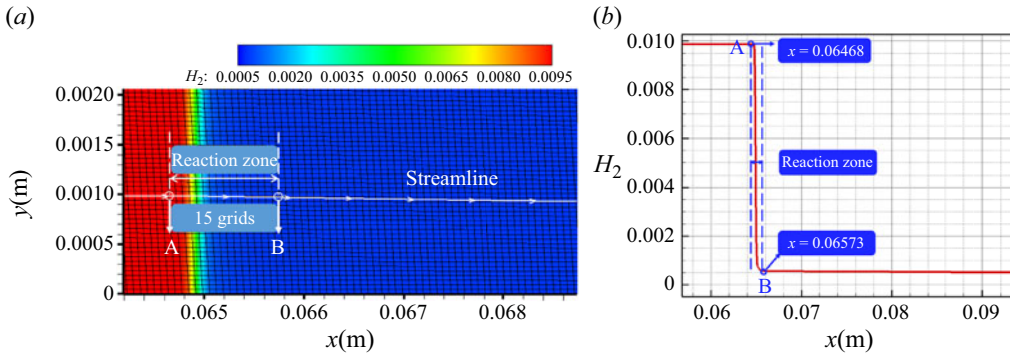 (a)
H2: 0.0005 0.0020 0.0035 0.0050 0.0065 0.0080 0.0095
0.0020
0.0015
0.0010
0.0005
0
y(m)
Reaction zone
15 grids
A
B
Streamline
0.065 0.066 0.067 0.068
x(m)
(b)
0.010
0.008
0.006
0.004
0.002
0.000
H2
A
x = 0.06468
Reaction zone
x = 0.06573
B
0.06 0.07 0.08 0.09
x(m)